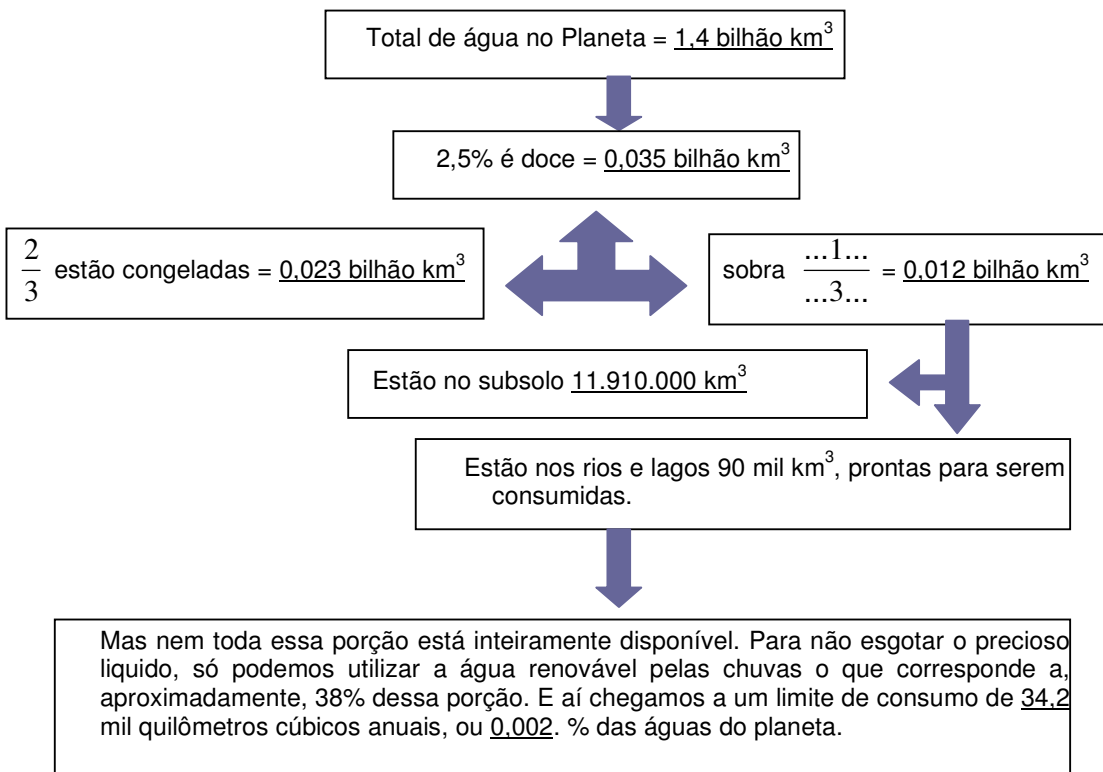 Total de água no Planeta = 1,4 bilhão km³
2,5% é doce = 0,035 bilhão km³
2/3 estão congeladas = 0,023 bilhão km³
sobra ...1.../...3... = 0,012 bilhão km³
Estão no subsolo 11.910.000 km³
Estão nos rios e lagos 90 mil km³, prontas para serem
consumidas.
Mas nem toda essa porção está inteiramente disponível. Para não esgotar o precioso
liquido, só podemos utilizar a água renovável pelas chuvas o que corresponde a,
aproximadamente, 38% dessa porção. E aí chegamos a um limite de consumo de 34,2
mil quilômetros cúbicos anuais, ou 0,002. % das águas do planeta.